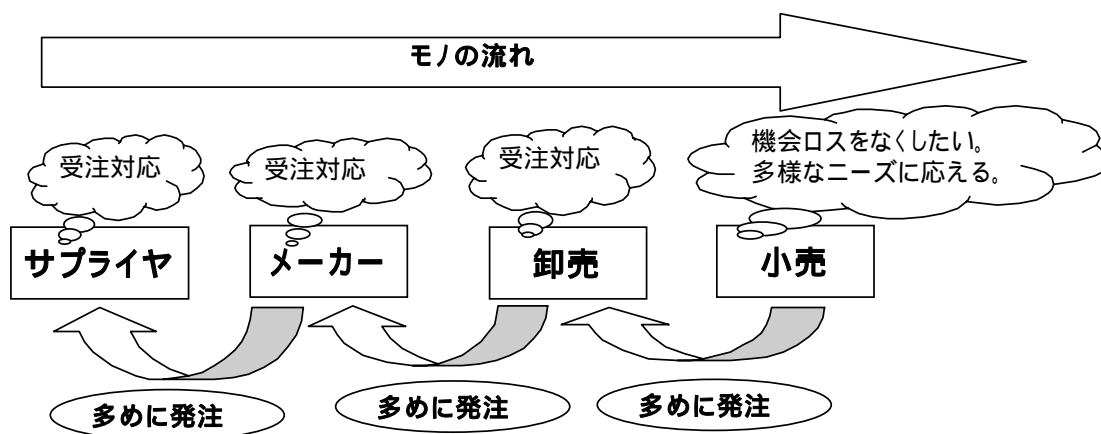 モノの流れ
受注対応
受注対応
受注対応
機会ロスをなくしたい。
多様なニーズに応える。
サプライヤ
メーカー
卸売
小売
多めに発注
多めに発注
多めに発注